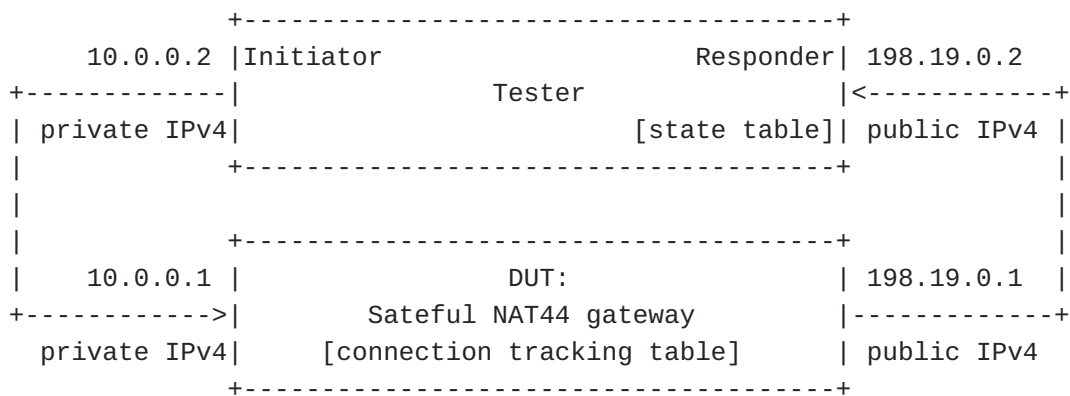 +--------------------------------------+
10.0.0.2 |Initiator Responder| 198.19.0.2
+-------------| Tester |<------------+
| private IPv4| [state table]| public IPv4 |
| +--------------------------------------+ |
| |
| +--------------------------------------+ |
| 10.0.0.1 | DUT: | 198.19.0.1 |
+------------>| Sateful NAT44 gateway |-------------+
private IPv4| [connection tracking table] | public IPv4
+--------------------------------------+